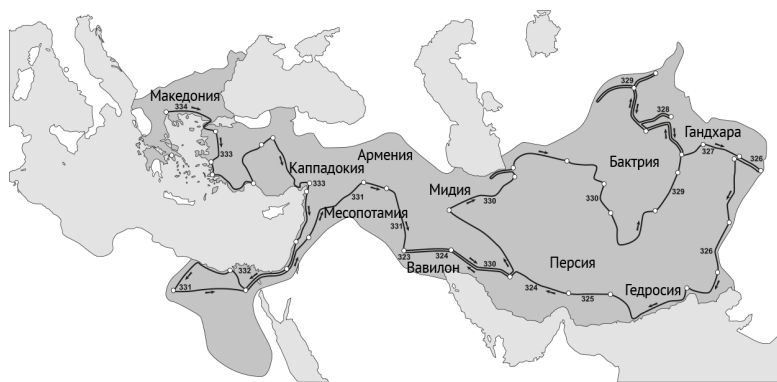 329
Македония
334
328
Гандхара
327
326
333
Армения
Бактрия
Каппадокия
333
Мидия
331
330
329
330
Месопотамия
331
323
324
326
332
Вавилон
330
Персия
331
324
325
Гедросия